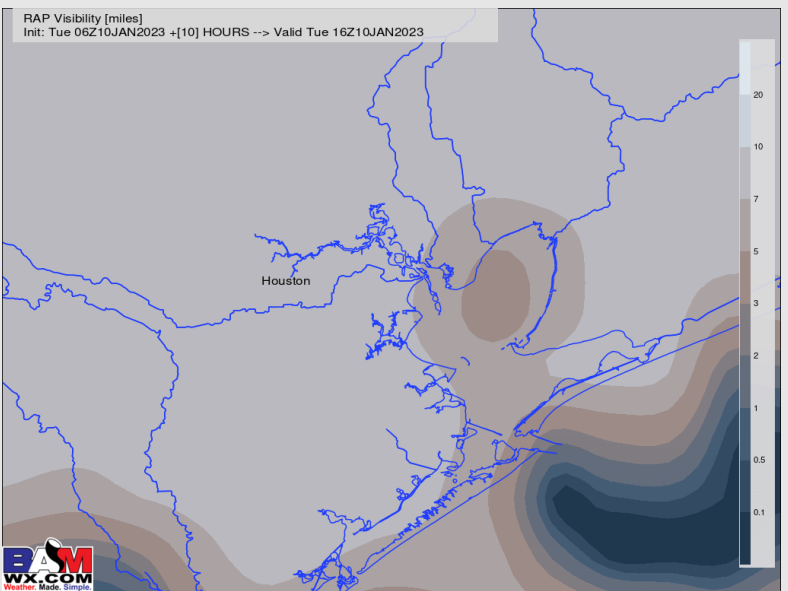 RAP Visibility [miles]
Init: Tue 06Z10JAN2023 +[10] HOURS --> Valid Tue 16Z10JAN2023
20
10
7
5
3
2
1
0.5
0.1
Houston
BAM
WX.COM
Weather. Made. Simple.